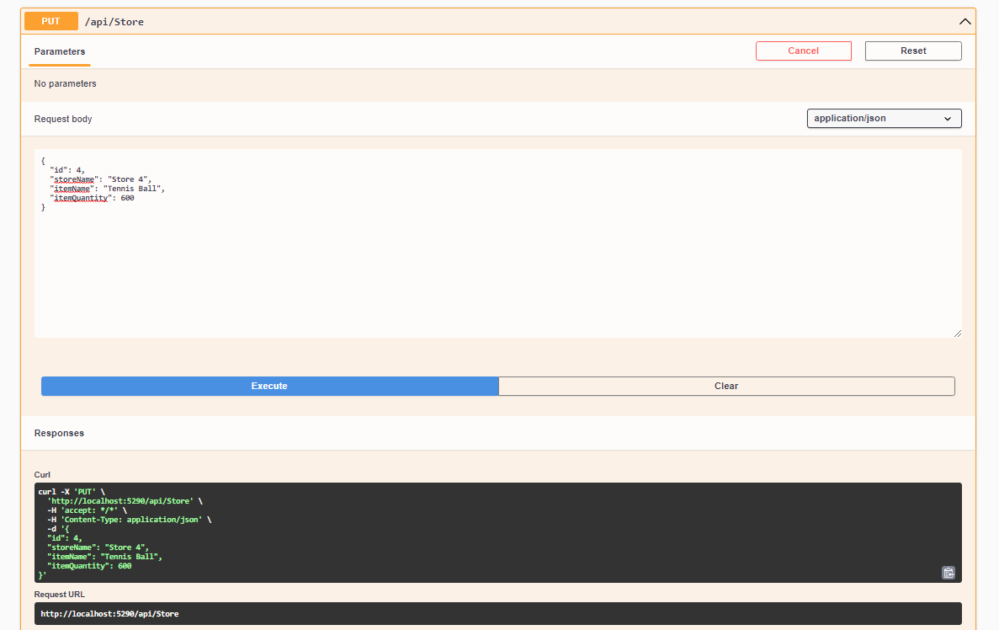 PUT /api/Store
Parameters
Cancel
Reset
No parameters
Request body
application/json
{
  "id": 4,
  "storeName": "Store 4",
  "itemName": "Tennis Ball",
  "itemQuantity": 600
}
Execute
Clear
Responses
Curl
curl -X 'PUT' \
  'http://localhost:5290/api/Store' \
  -H 'accept: */*' \
  -H 'Content-Type: application/json' \
  -d '{
  "id": 4,
  "storeName": "Store 4",
  "itemName": "Tennis Ball",
  "itemQuantity": 600
}'
Request URL
http://localhost:5290/api/Store